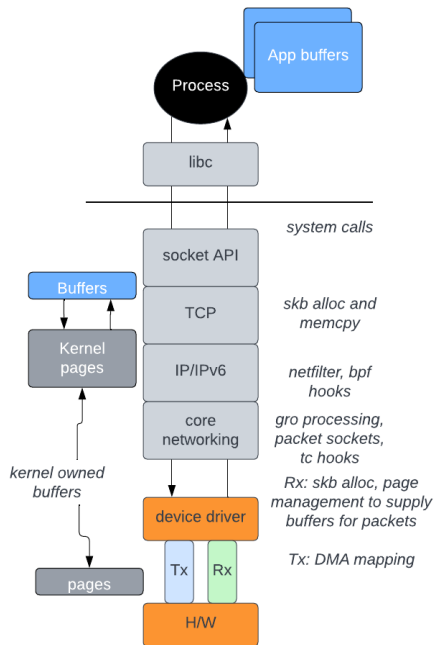 App buffers
Process
libc
system calls
socket API
Buffers
TCP
skb alloc and
memcpy
Kernel
pages
IP/IPv6
netfilter, bpf
hooks
core
networking
gro processing,
packet sockets,
tc hooks
kernel owned
buffers
Rx: skb alloc, page
management to supply
buffers for packets
device driver
Tx
Rx
Tx: DMA mapping
pages
H/W